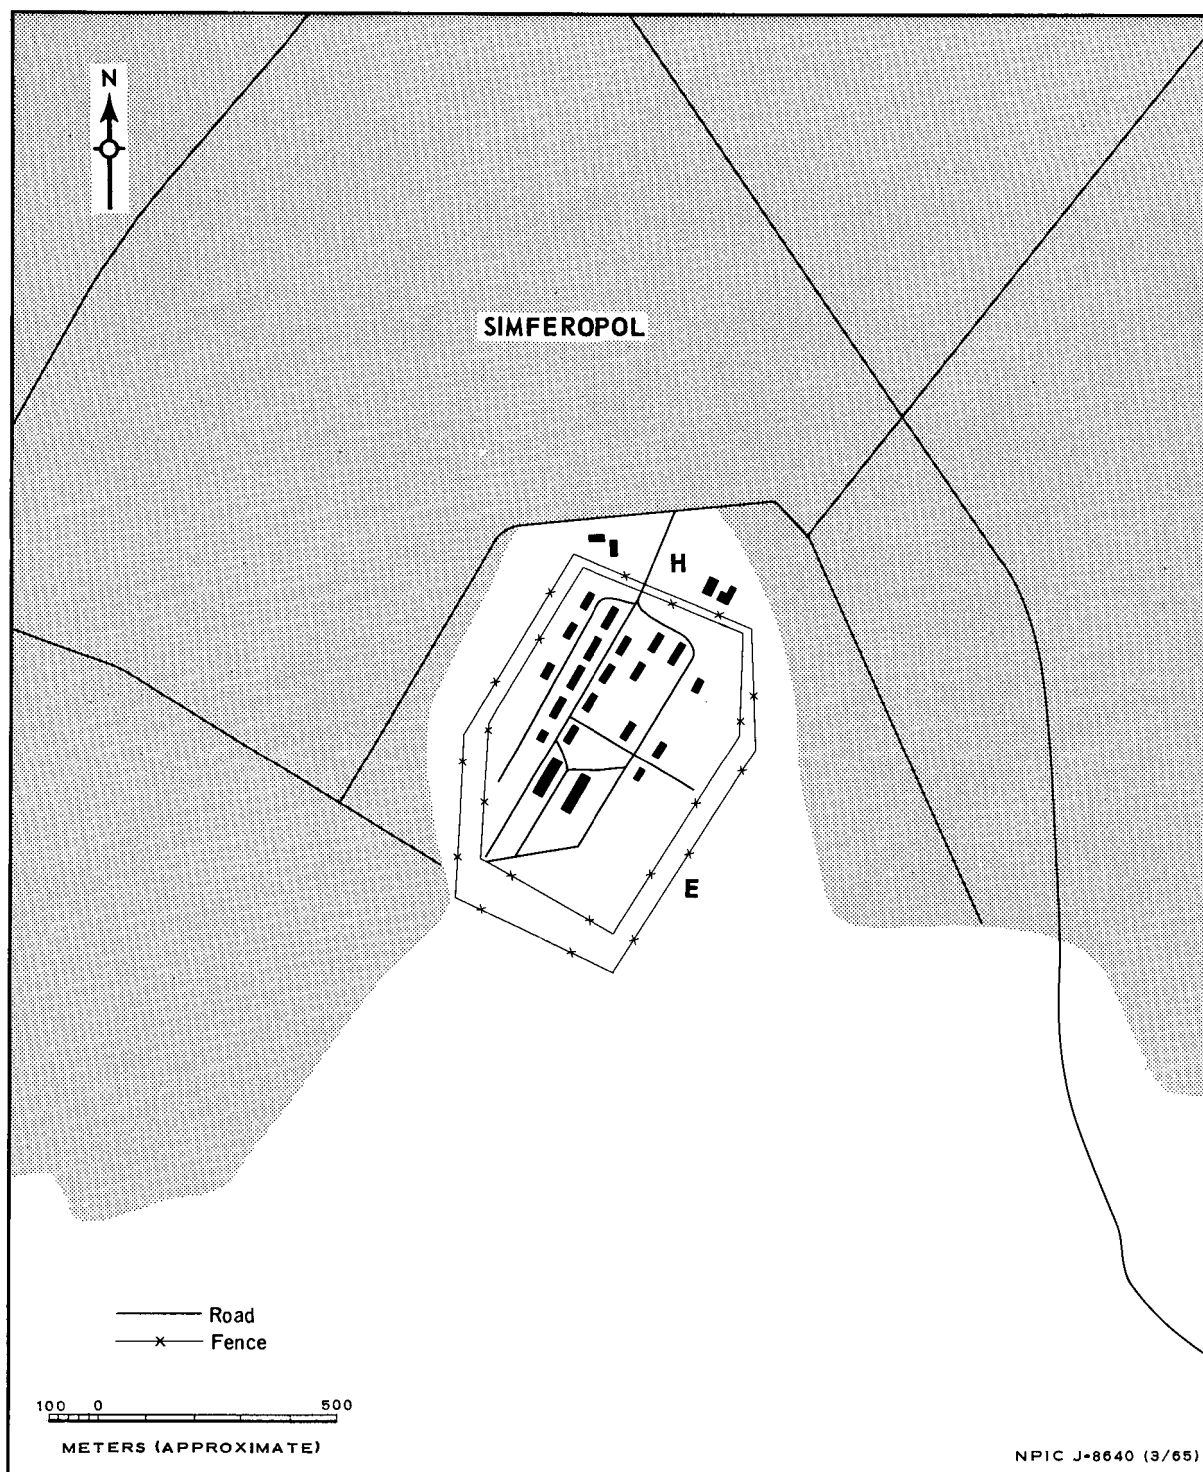 N
SIMFEROPOL
H
E
Road
Fence
100 0 500
METERS (APPROXIMATE)
NPIC J-8640 (3/65)